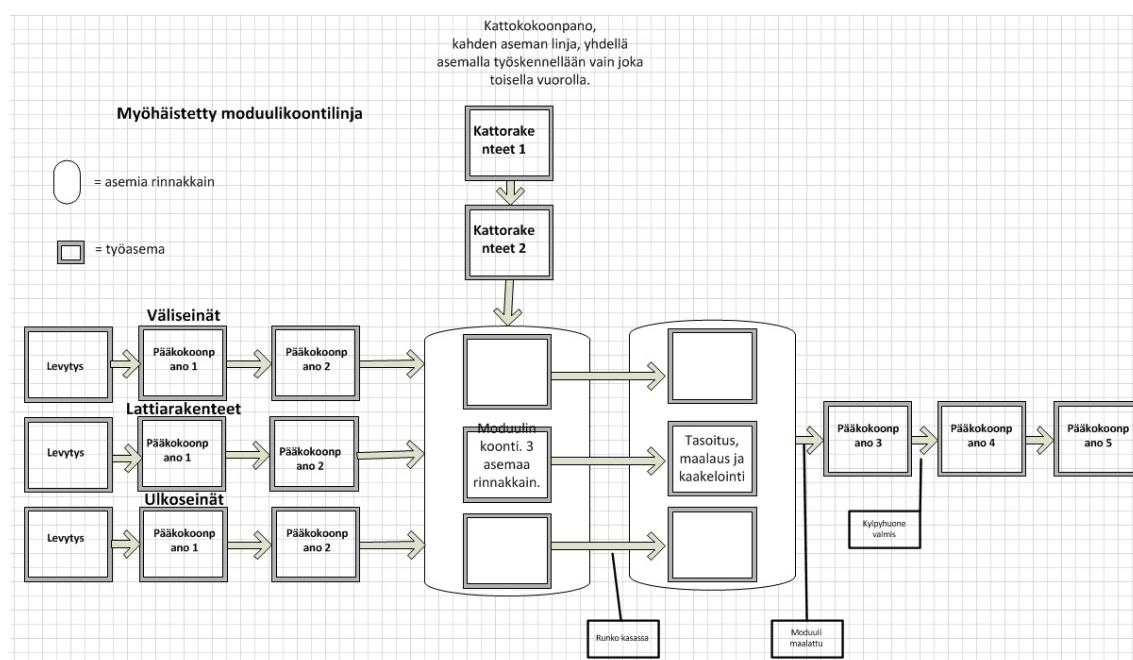 Kattokokoonpano,
kahden aseman linja, yhdellä
asemalla työskennellään vain joka
toisella vuorolla.
Myöhäistetty moduulikoontilinja
= asemia rinnakkain
= työasema
Kattorake
nteet 1
Kattorake
nteet 2
Väliseinät
Levytys
Pääkokoonp
ano 1
Pääkokoonp
ano 2
Lattiarakenteet
Levytys
Pääkokoonp
ano 1
Pääkokoonp
ano 2
Ulkoseinät
Levytys
Pääkokoonp
ano 1
Pääkokoonp
ano 2
Moduulin
koonti. 3
asemaa
rinnakkain.
Tasoitus,
maalaus ja
kaakelointi
Pääkokoonp
ano 3
Pääkokoonp
ano 4
Pääkokoonp
ano 5
Kylpyhuone
valmis
Runko kasassa
Moduuli
maalattu